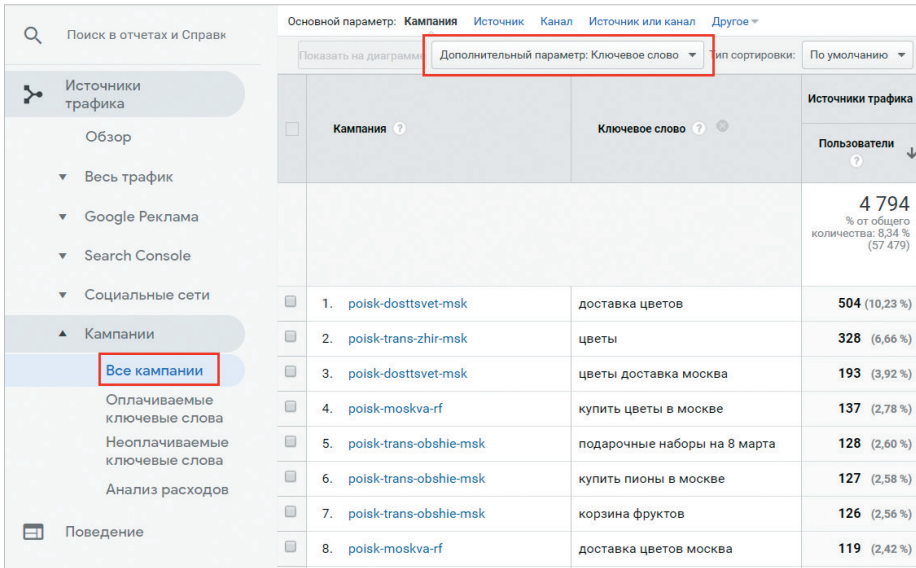 Поиск в отчетах и Справк
Источники
трафика
Обзор
Весь трафик
Google Реклама
Search Console
Социальные сети
Кампании
Все кампании
Оплачиваемые
ключевые слова
Неоплачиваемые
ключевые слова
Анализ расходов
Поведение
Основной параметр: Кампания Источник Канал Источник или канал Другое
Показать на диаграмме Дополнительный параметр: Ключевое слово Тип сортировки: По умолчанию
Источники трафика
Кампания ? Ключевое слово ?
Пользователи
?
4 794
% от общего
количества: 8,34 %
(57 479)
1. poisk-dosttsvet-msk доставка цветов 504 (10,23 %)
2. poisk-trans-zhir-msk цветы 328 (6,66 %)
3. poisk-dosttsvet-msk цветы доставка москва 193 (3,92 %)
4. poisk-moskva-rf купить цветы в москве 137 (2,78 %)
5. poisk-trans-obshie-msk подарочные наборы на 8 марта 128 (2,60 %)
6. poisk-trans-obshie-msk купить пионы в москве 127 (2,58 %)
7. poisk-trans-obshie-msk корзина фруктов 126 (2,56 %)
8. poisk-moskva-rf доставка цветов москва 119 (2,42 %)